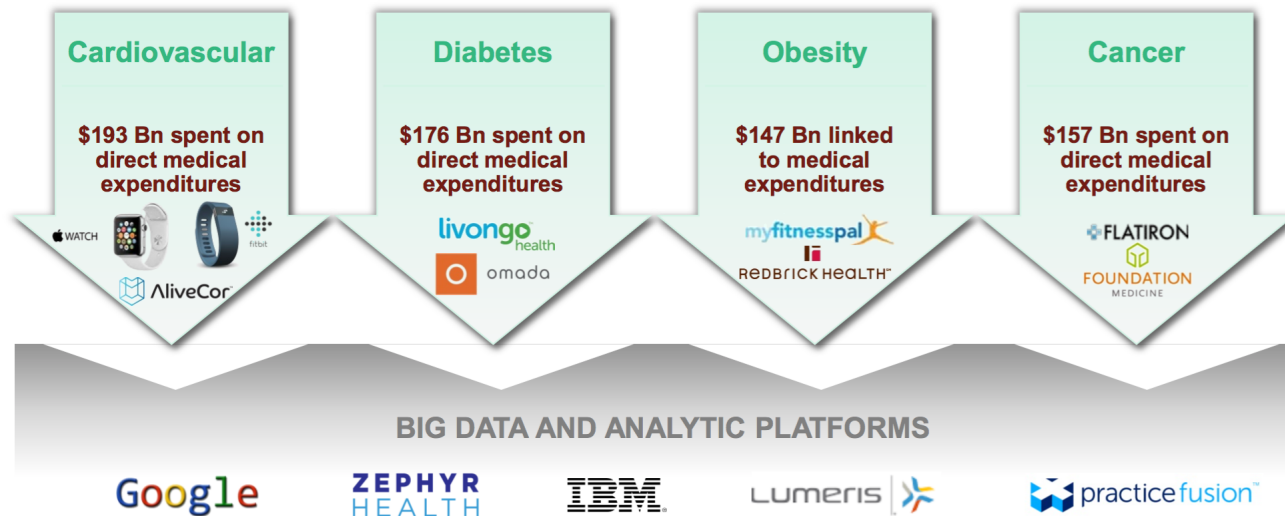 Cardiovascular
$193 Bn spent on
direct medical
expenditures
WATCH
fitbit
AliveCor
Diabetes
$176 Bn spent on
direct medical
expenditures
livongo
health
omada
Obesity
$147 Bn linked
to medical
expenditures
myfitnesspal
REDBRICK HEALTH™
Cancer
$157 Bn spent on
direct medical
expenditures
FLATIRON
FOUNDATION
MEDICINE
BIG DATA AND ANALYTIC PLATFORMS
Google
ZEPHYR
HEALTH
IBM
Lumeris
practice fusion™